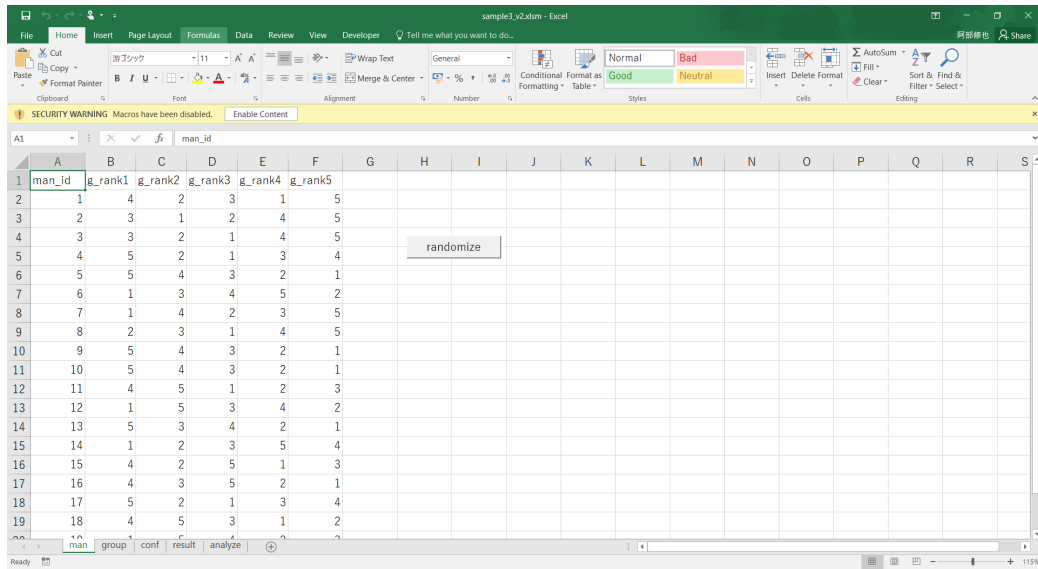 sample3_v2.xlsm - Excel
File Home Insert Page Layout Formulas Data Review View Developer Tell me what you want to do... 阿部修也 Share
Cut
Copy
Format Painter
Paste
Clipboard
游ゴシック 11
B I U
Font
Wrap Text
Merge & Center
Alignment
General
Number
Conditional Formatting
Format as Table
Normal Bad
Good Neutral
Styles
Insert Delete Format
Cells
AutoSum
Fill
Clear
Sort & Filter
Find & Select
Editing
SECURITY WARNING Macros have been disabled. Enable Content
A1 fx man_id
A B C D E F G H I J K L M N O P Q R S
1 man_id g_rank1 g_rank2 g_rank3 g_rank4 g_rank5
2 1 4 2 3 1 5
3 2 3 1 2 4 5
4 3 3 2 1 4 5
randomize
5 4 5 2 1 3 4
6 5 5 4 3 2 1
7 6 1 3 4 5 2
8 7 1 4 2 3 5
9 8 2 3 1 4 5
10 9 5 4 3 2 1
11 10 5 4 3 2 1
12 11 4 5 1 2 3
13 12 1 5 3 4 2
14 13 5 3 4 2 1
15 14 1 2 3 5 4
16 15 4 2 5 1 3
17 16 4 3 5 2 1
18 17 5 2 1 3 4
19 18 4 5 3 1 2
man group conf result analyze
Ready 115%